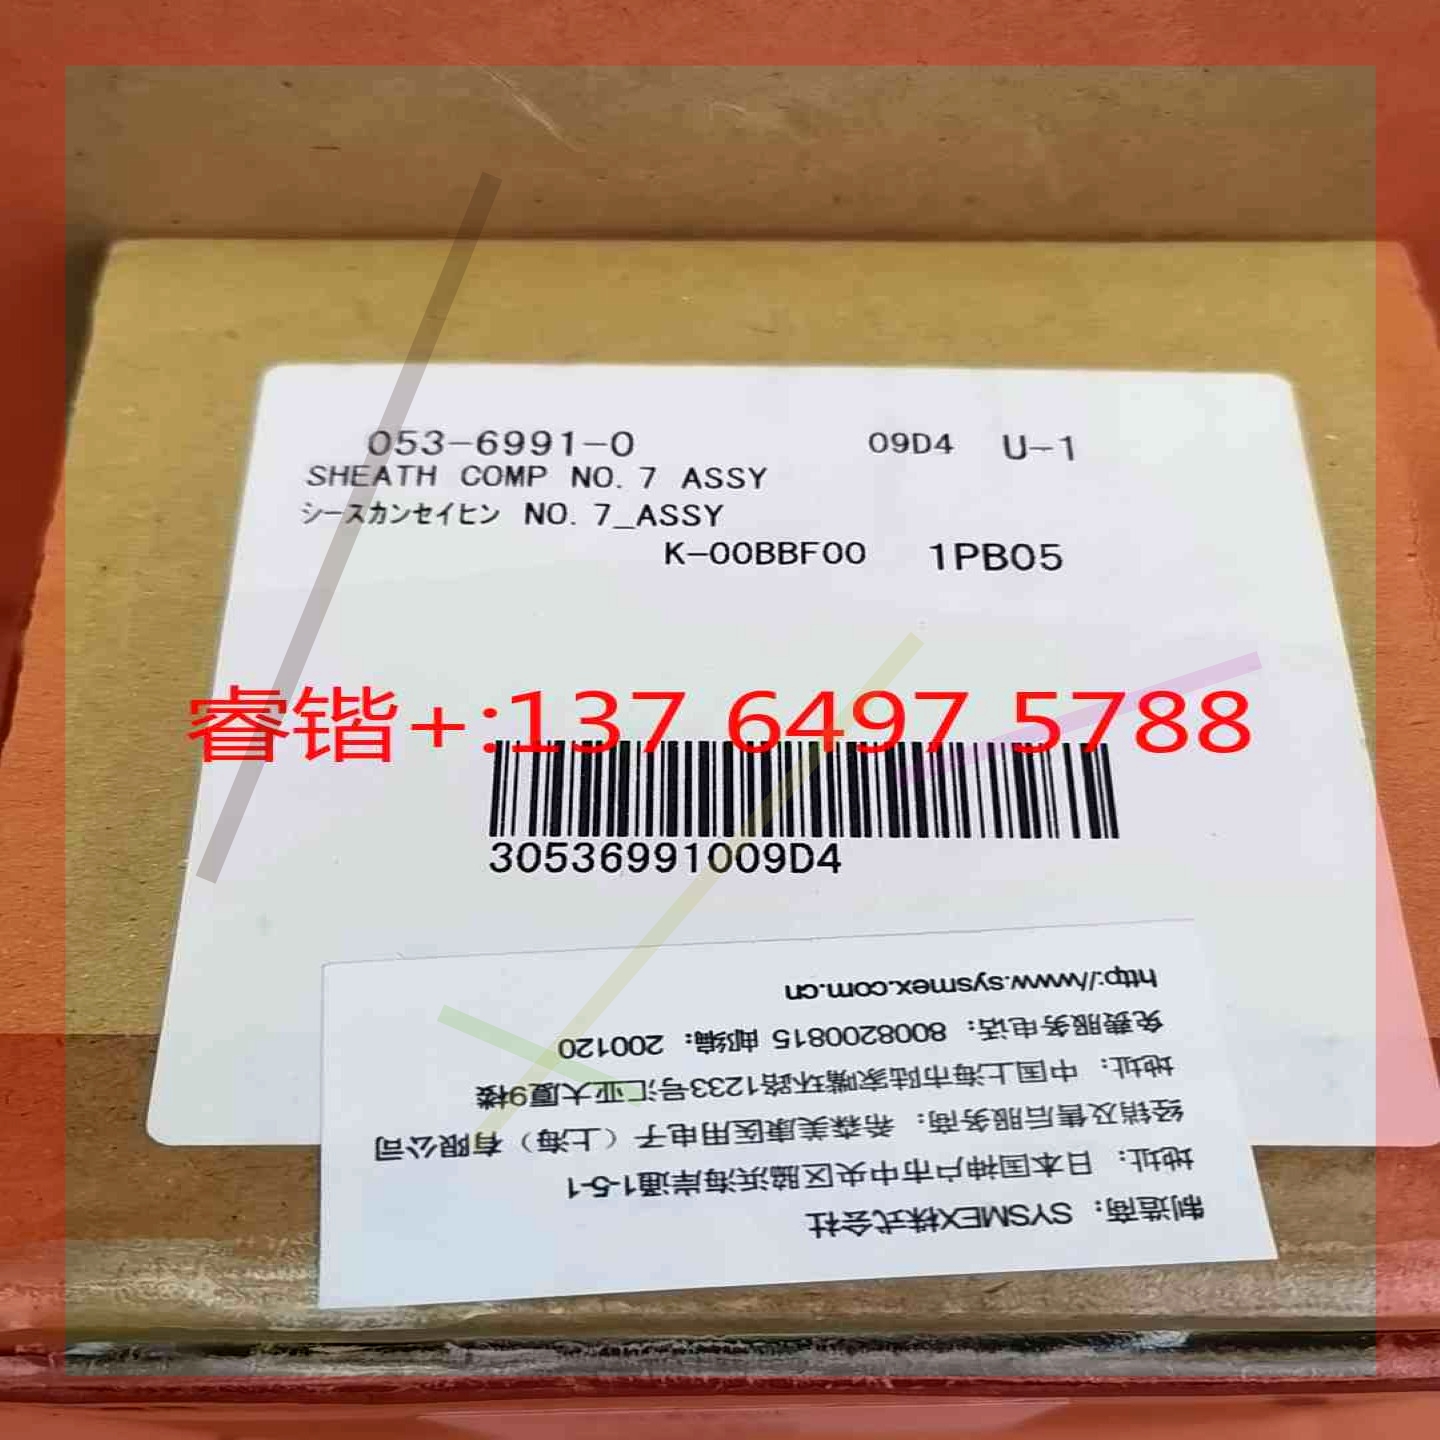 053-6991-0 09D4 U-1
SHEATH COMP NO. 7 ASSY
シースカンセイヒン NO. 7_ASSY
K-00BBF00 1PB05
睿锴+:137 6497 5788
30536991009D4
制造商：SYSMEX株式会社
地址：日本国神户市中央区脇浜海岸通1-5-1
经销及售后服务商：希森美康医用电子（上海）有限公司
地址：中国上海市陆家嘴环路1233号汇亚大厦9楼
免费服务电话：8008200815 邮编：200120
http://www.sysmex.com.cn